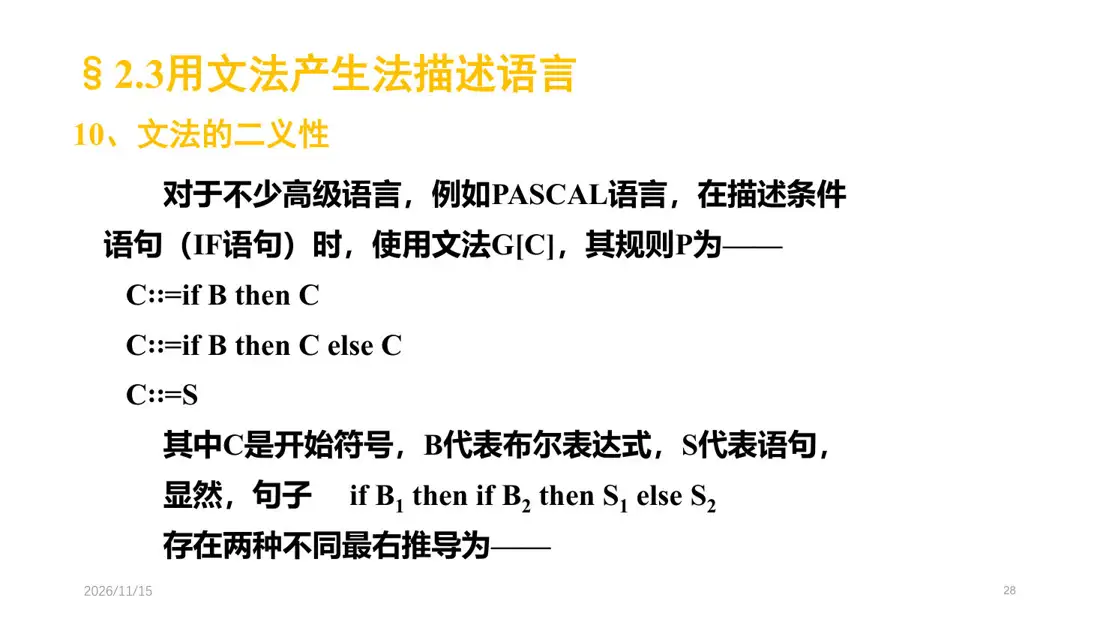 §2.3用文法产生法描述语言
10、文法的二义性
对于不少高级语言，例如PASCAL语言，在描述条件
语句（IF语句）时，使用文法G[C]，其规则P为——
C∷=if B then C
C∷=if B then C else C
C∷=S
其中C是开始符号，B代表布尔表达式，S代表语句，
显然，句子 if B₁ then if B₂ then S₁ else S₂
存在两种不同最右推导为——
2026/11/15
28